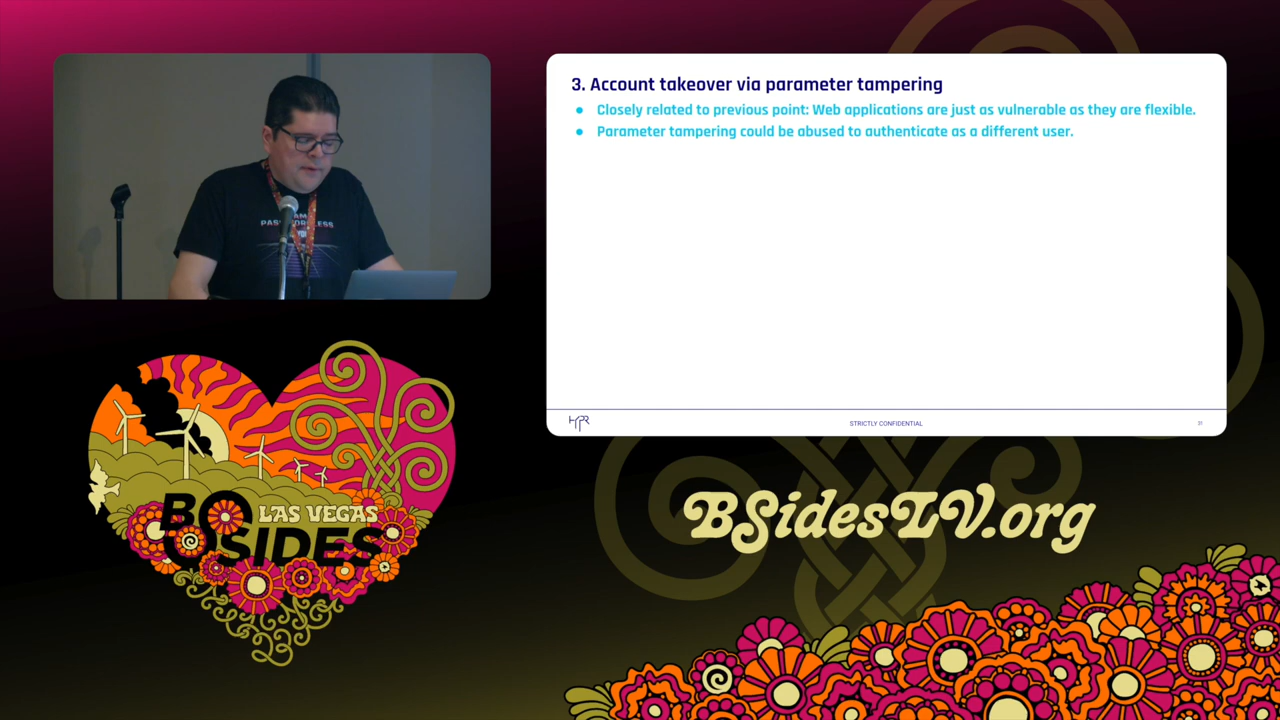 3. Account takeover via parameter tampering
● Closely related to previous point: Web applications are just as vulnerable as they are flexible.
● Parameter tampering could be abused to authenticate as a different user.
HYPR
STRICTLY CONFIDENTIAL
31
LAS VEGAS
BSIDES
BSidesLV.org